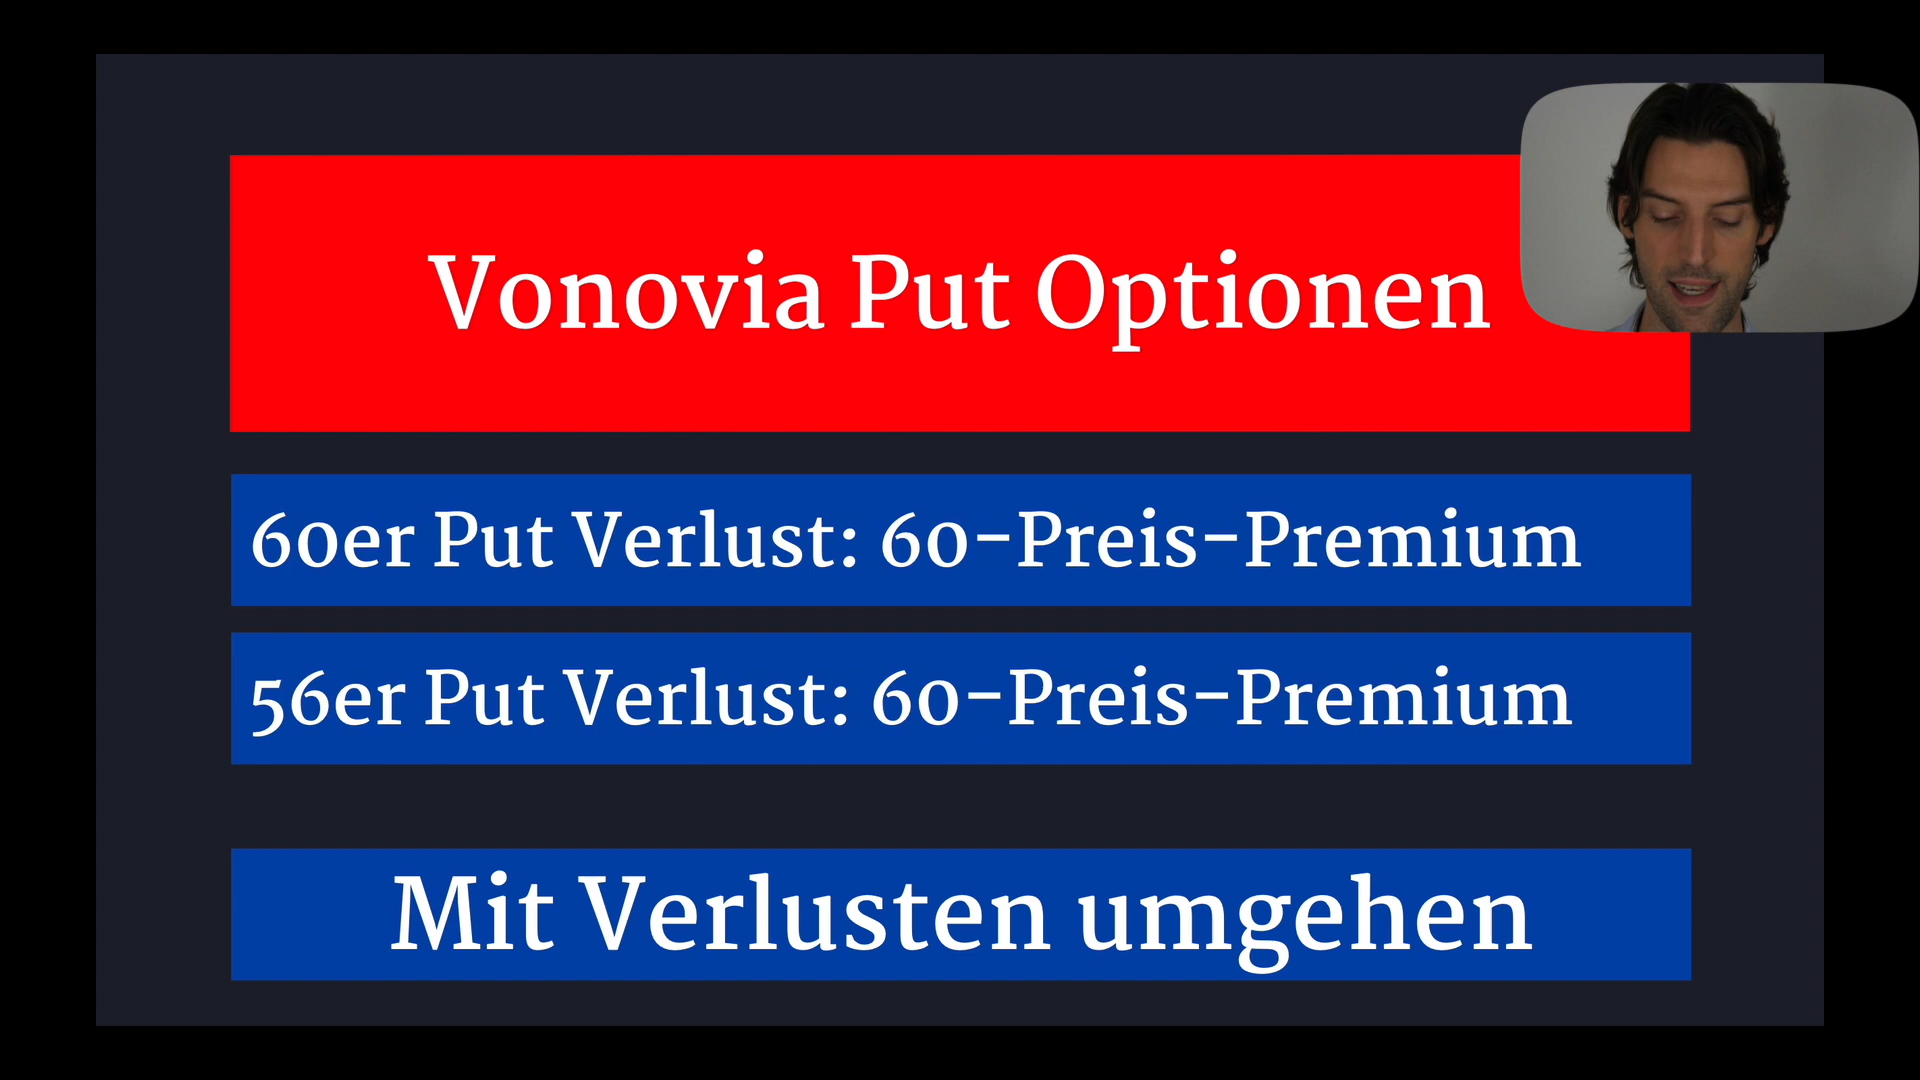 Vonovia Put Optionen
60er Put Verlust: 60-Preis-Premium
56er Put Verlust: 60-Preis-Premium
Mit Verlusten umgehen